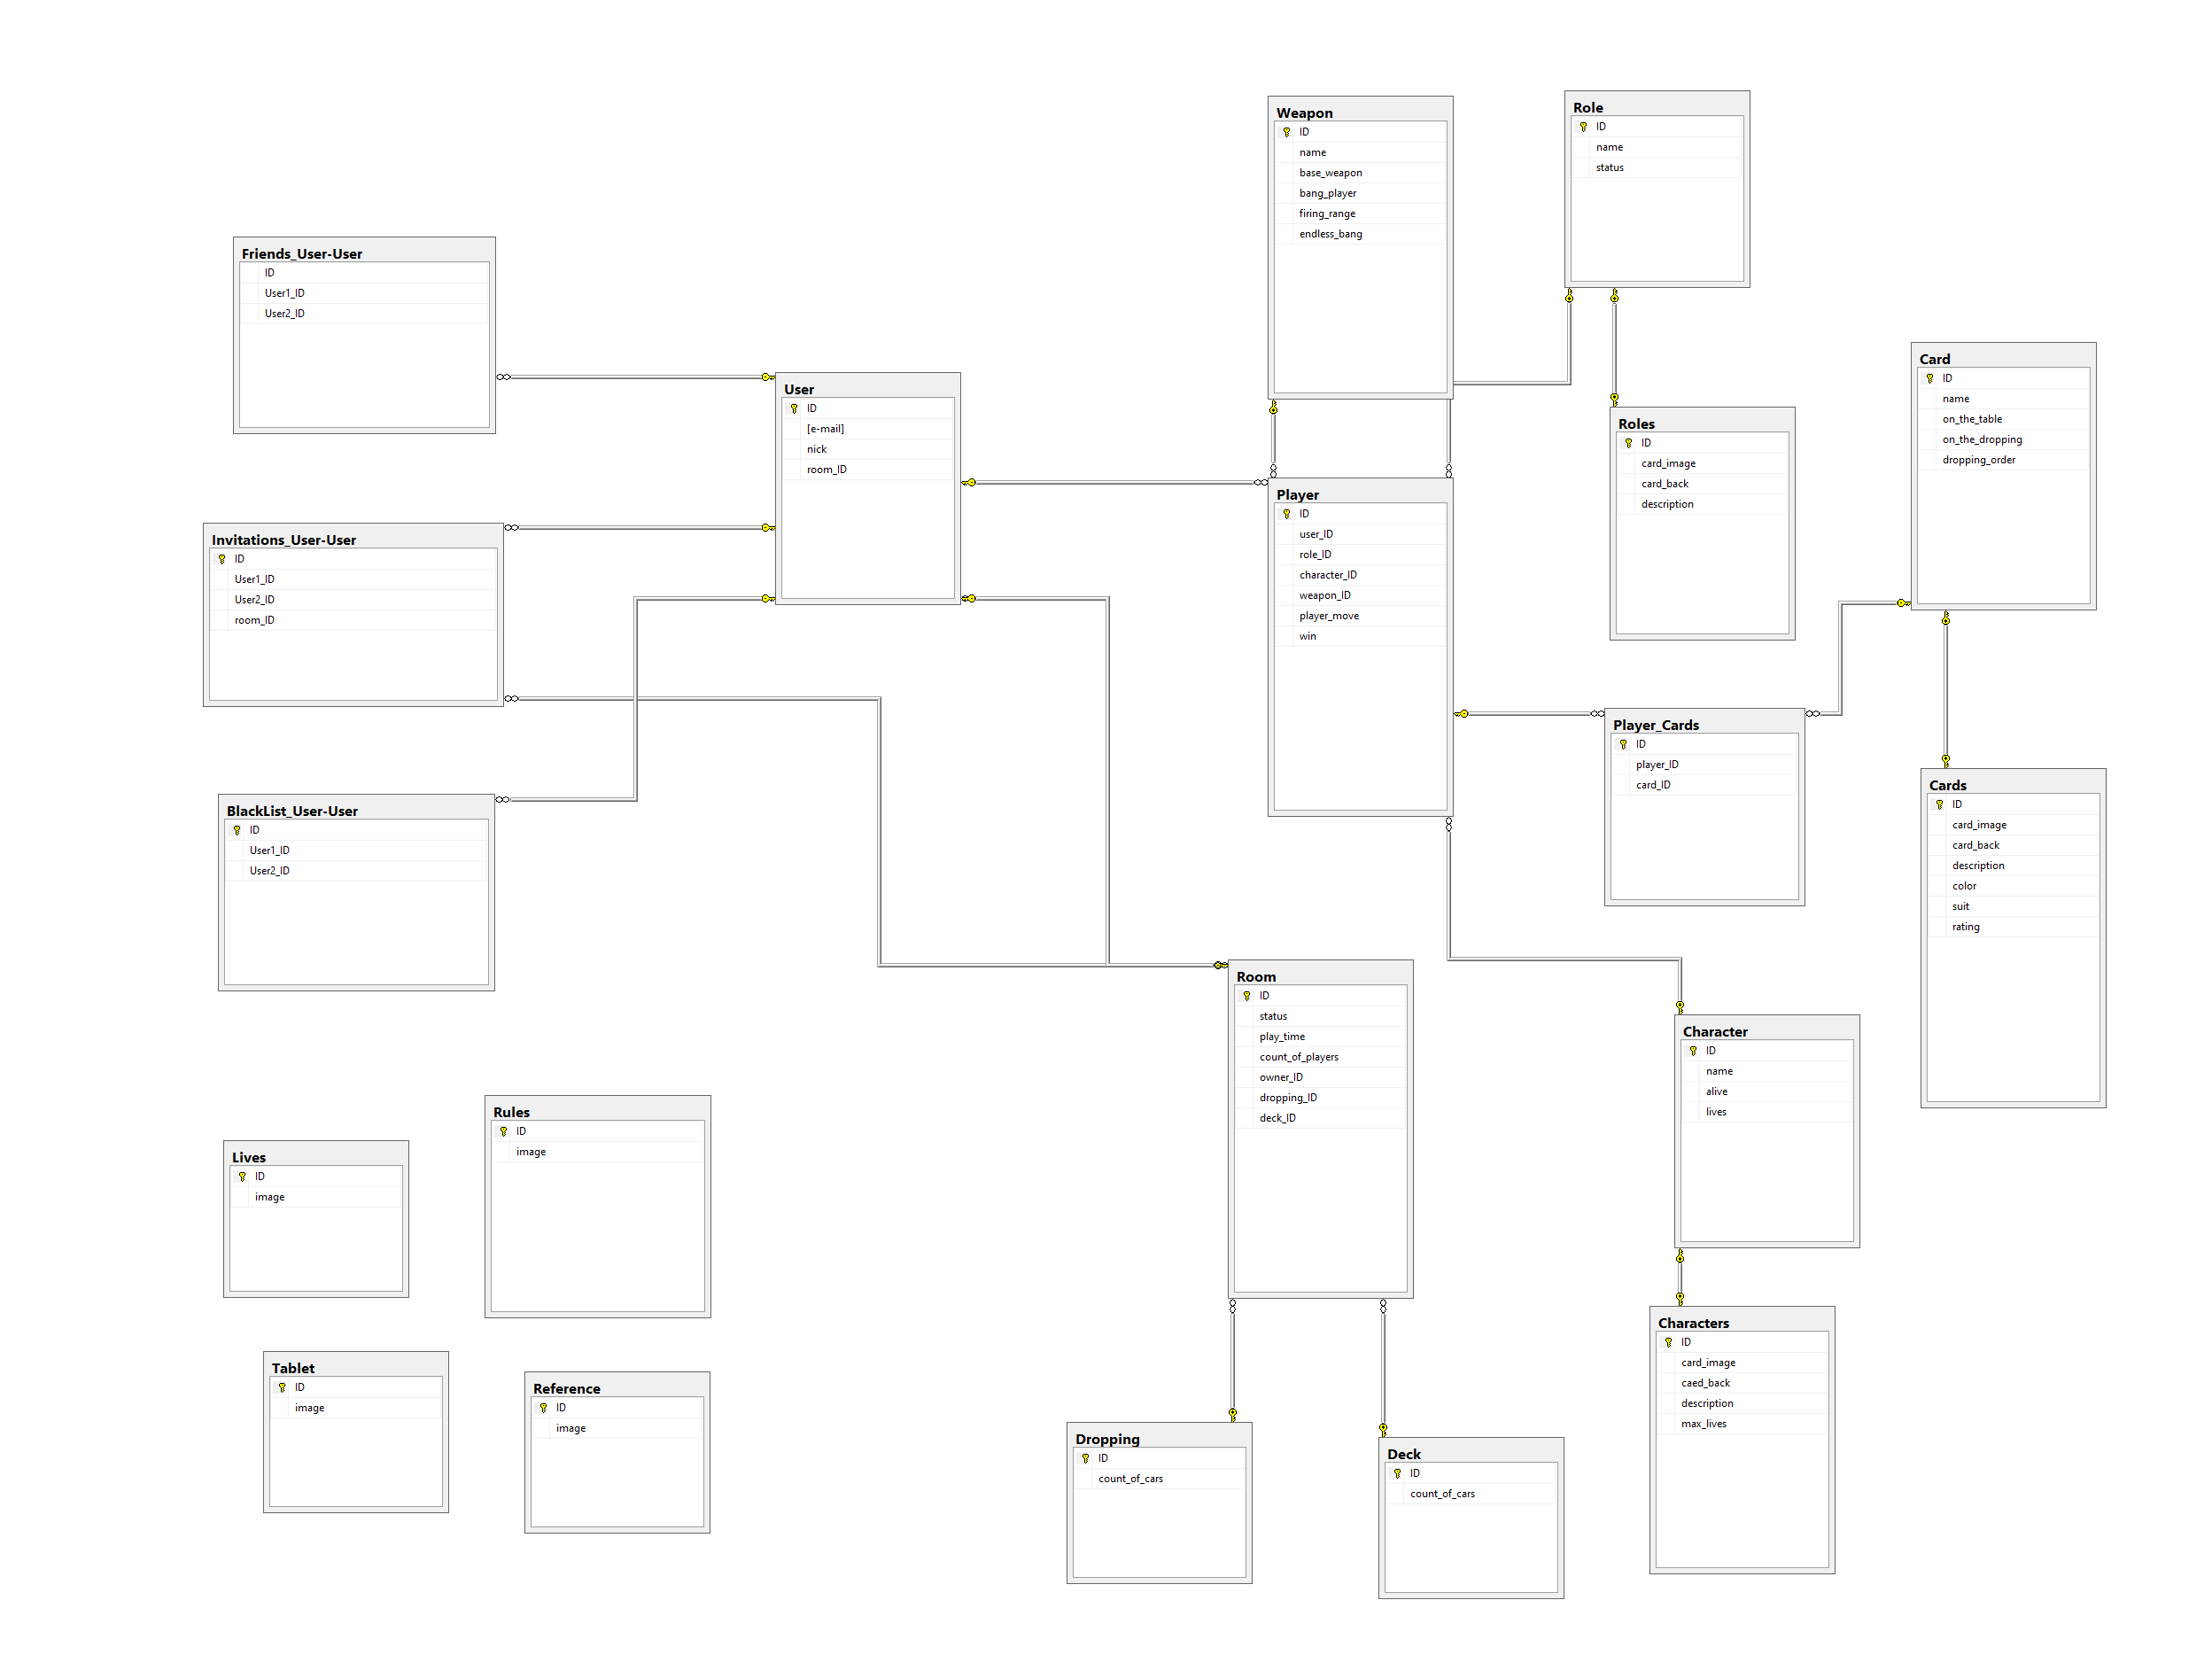 Weapon
ID
name
base_weapon
bang_player
firing_range
endless_bang
Role
ID
name
status
Friends_User-User
ID
User1_ID
User2_ID
Card
ID
name
on_the_table
on_the_dropping
dropping_order
User
ID
[e-mail]
nick
room_ID
Roles
ID
card_image
card_back
description
Player
ID
user_ID
role_ID
character_ID
weapon_ID
player_move
win
Invitations_User-User
ID
User1_ID
User2_ID
room_ID
Player_Cards
ID
player_ID
card_ID
Cards
ID
card_image
card_back
description
color
suit
rating
BlackList_User-User
ID
User1_ID
User2_ID
Room
ID
status
play_time
count_of_players
owner_ID
dropping_ID
deck_ID
Character
ID
name
alive
lives
Rules
ID
image
Lives
ID
image
Characters
ID
card_image
caed_back
description
max_lives
Tablet
ID
image
Reference
ID
image
Dropping
ID
count_of_cars
Deck
ID
count_of_cars